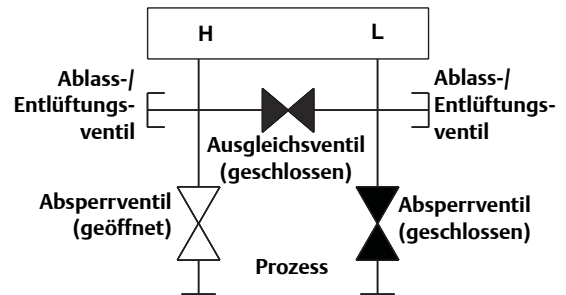 H
L
Ablass-/
Entlüftungs-
ventil
Ablass-/
Entlüftungs-
ventil
Ausgleichsventil
(geschlossen)
Absperrventil
(geöffnet)
Absperrventil
(geschlossen)
Prozess